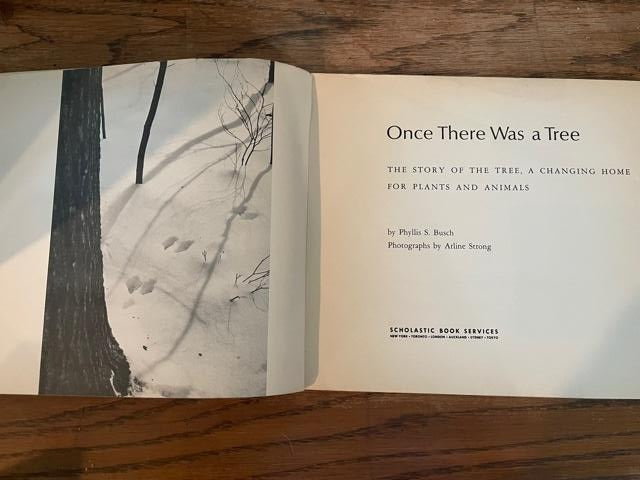 Once There Was a Tree
THE STORY OF THE TREE, A CHANGING HOME
FOR PLANTS AND ANIMALS
by Phyllis S. Busch
Photographs by Arline Strong
SCHOLASTIC BOOK SERVICES
NEW YORK • TORONTO • LONDON • AUCKLAND • SYDNEY • TOKYO